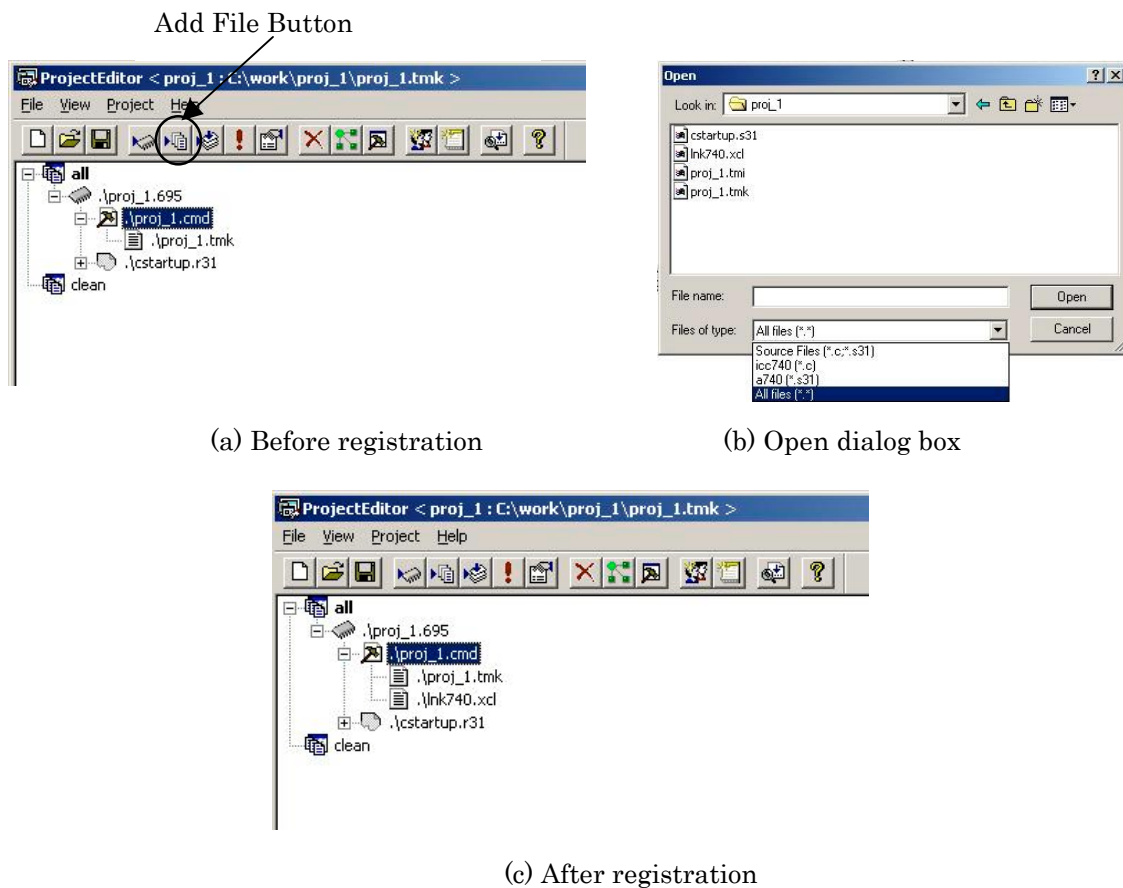 Add File Button
ProjectEditor < proj_1 : C:\work\proj_1\proj_1.tmk >
File View Project Help
all
.\proj_1.695
.\proj_1.cmd
.\proj_1.tmk
.\cstartup.r31
clean
Open
Look in: proj_1
cstartup.s31
lnk740.xcl
proj_1.tmi
proj_1.tmk
File name: Open
Files of type: All files (*.*) Cancel
Source Files (*.c;*.s31)
icc740 (*.c)
a740 (*.s31)
All files (*.*)
(a) Before registration
(b) Open dialog box
ProjectEditor < proj_1 : C:\work\proj_1\proj_1.tmk >
File View Project Help
all
.\proj_1.695
.\proj_1.cmd
.\proj_1.tmk
.\lnk740.xcl
.\cstartup.r31
clean
(c) After registration